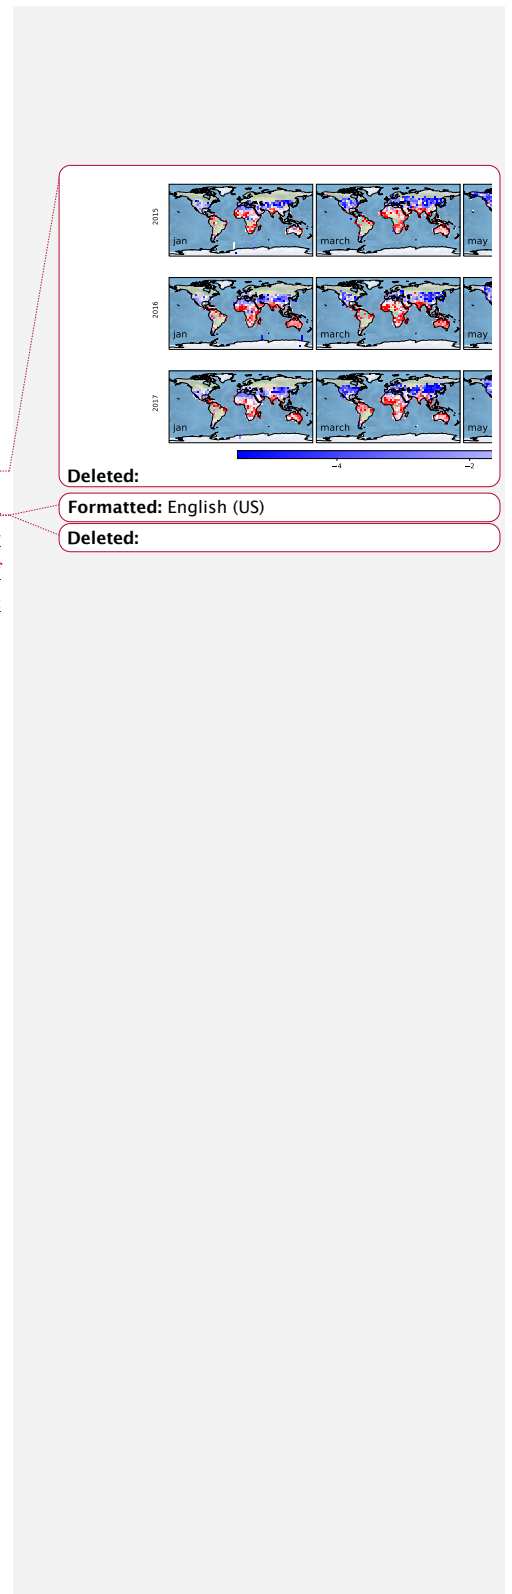 2015
jan
march
may
2016
jan
march
may
2017
jan
march
may
−4
−2
Deleted:
Formatted: English (US)
Deleted: